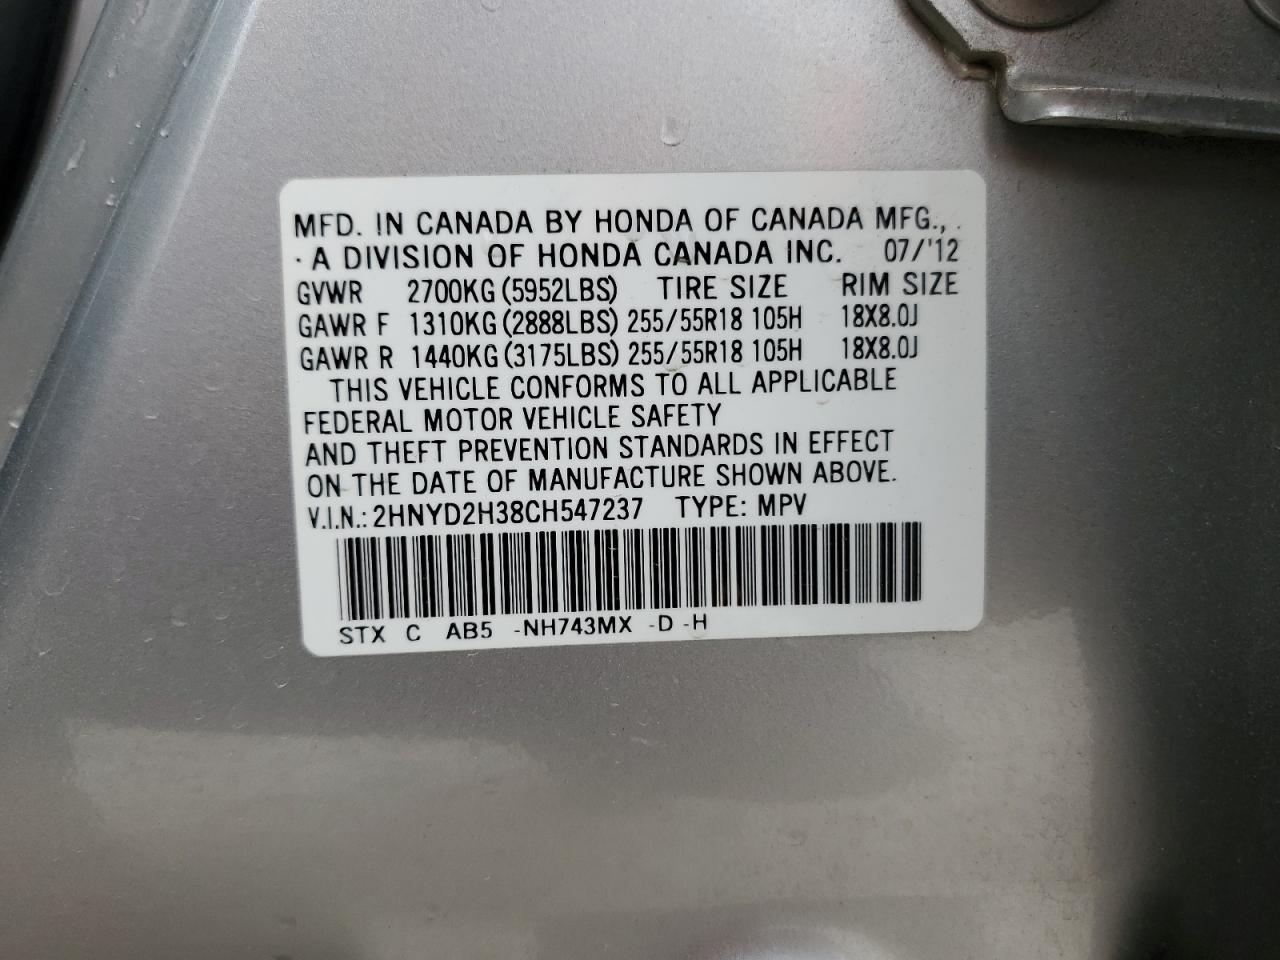 MFD. IN CANADA BY HONDA OF CANADA MFG.,
A DIVISION OF HONDA CANADA INC. 07/'12
GVWR 2700KG (5952LBS) TIRE SIZE RIM SIZE
GAWR F 1310KG (2888LBS) 255/55R18 105H 18X8.0J
GAWR R 1440KG (3175LBS) 255/55R18 105H 18X8.0J
THIS VEHICLE CONFORMS TO ALL APPLICABLE
FEDERAL MOTOR VEHICLE SAFETY
AND THEFT PREVENTION STANDARDS IN EFFECT
ON THE DATE OF MANUFACTURE SHOWN ABOVE.
V.I.N.: 2HNYD2H38CH547237 TYPE: MPV
STX C AB5 -NH743MX -D -H